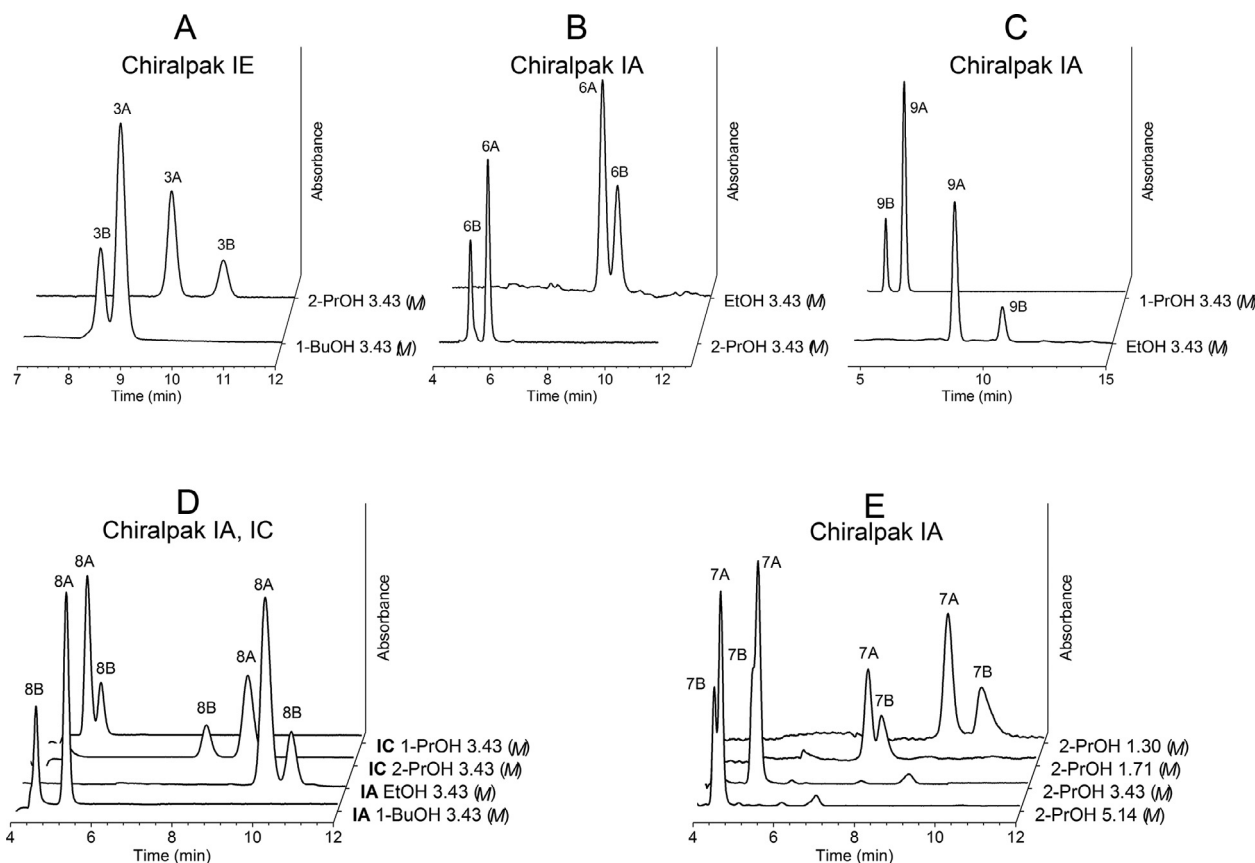 A
Chiralpak IE
3A
3B
3A
3B
Absorbance
2-PrOH 3.43 (M)
1-BuOH 3.43 (M)
7 8 9 10 11 12
Time (min)
B
Chiralpak IA
6A
6A
6B
6B
Absorbance
EtOH 3.43 (M)
2-PrOH 3.43 (M)
4 6 8 10 12
Time (min)
C
Chiralpak IA
9A
9A
9B
9B
Absorbance
1-PrOH 3.43 (M)
EtOH 3.43 (M)
5 10 15
Time (min)
D
Chiralpak IA, IC
8A
8A
8A
8B
8A
8B
8B
8B
Absorbance
IC 1-PrOH 3.43 (M)
IC 2-PrOH 3.43 (M)
IA EtOH 3.43 (M)
IA 1-BuOH 3.43 (M)
4 6 8 10 12
Time (min)
E
Chiralpak IA
7A
7A
7A
7B
7A
7B
7B
7B
Absorbance
2-PrOH 1.30 (M)
2-PrOH 1.71 (M)
2-PrOH 3.43 (M)
2-PrOH 5.14 (M)
4 6 8 10 12
Time (min)